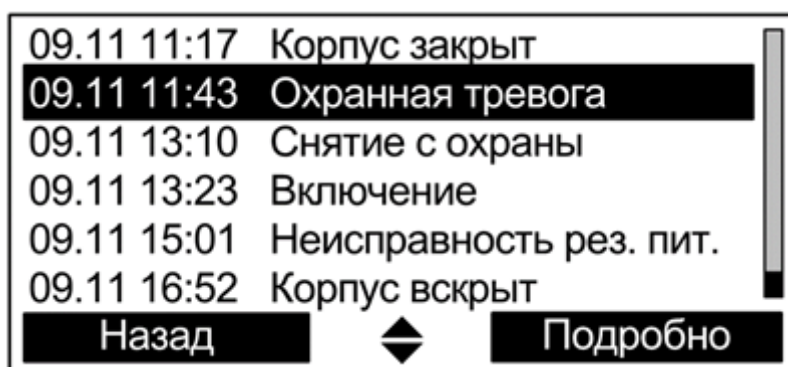 09.11 11:17 Корпус закрыт
09.11 11:43 Охранная тревога
09.11 13:10 Снятие с охраны
09.11 13:23 Включение
09.11 15:01 Неисправность рез. пит.
09.11 16:52 Корпус вскрыт
Назад Подробно